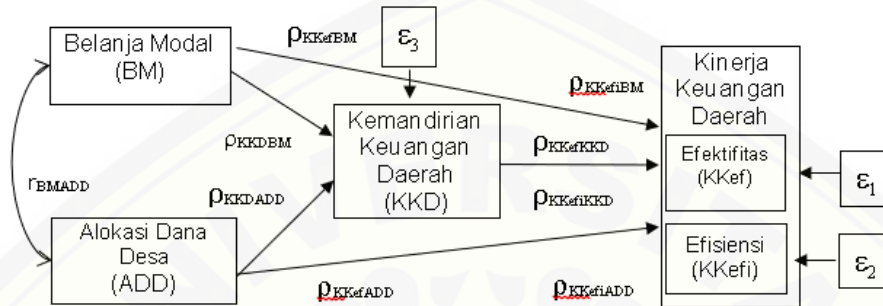 Belanja Modal
(BM)
ρKKefBM
ε3
ρKKefiBM
Kinerja
Keuangan
Daerah
ρKKDBM
Kemandirian
Keuangan
Daerah
(KKD)
ρKKefKKD
Efektifitas
(KKef)
ε1
rBMADD
ρKKDADD
ρKKefiKKD
Alokasi Dana
Desa
(ADD)
Efisiensi
(KKefi)
ε2
ρKKefADD
ρKKefiADD